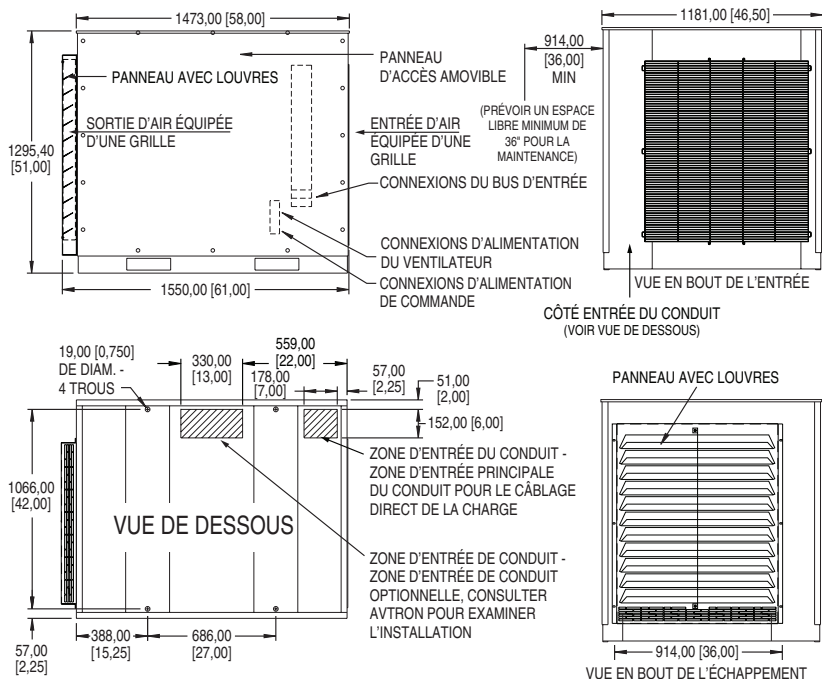 1473,00 [58,00]
1295,40
[51,00]
PANNEAU AVEC LOUVRES
SORTIE D'AIR ÉQUIPÉE
D'UNE GRILLE
1550,00 [61,00]
PANNEAU
D'ACCÈS AMOVIBLE
ENTRÉE D'AIR
ÉQUIPÉE D'UNE
GRILLE
CONNEXIONS DU BUS D'ENTRÉE
CONNEXIONS D'ALIMENTATION
DU VENTILATEUR
CONNEXIONS D'ALIMENTATION
DE COMMANDE
1181,00 [46,50]
914,00
[36,00]
MIN
(PRÉVOIR UN ESPACE
LIBRE MINIMUM DE
36" POUR LA
MAINTENANCE)
VUE EN BOUT DE L'ENTRÉE
CÔTÉ ENTRÉE DU CONDUIT
(VOIR VUE DE DESSOUS)
19,00 [0,750]
DE DIAM. -
4 TROUS
330,00
[13,00]
559,00
[22,00]
178,00
[7,00]
57,00
[2,25]
51,00
[2,00]
152,00 [6,00]
1066,00
[42,00]
VUE DE DESSOUS
ZONE D'ENTRÉE DU CONDUIT -
ZONE D'ENTRÉE PRINCIPALE
DU CONDUIT POUR LE CÂBLAGE
DIRECT DE LA CHARGE
ZONE D'ENTRÉE DE CONDUIT -
ZONE D'ENTRÉE DE CONDUIT
OPTIONNELLE, CONSULTER
AVTRON POUR EXAMINER
L'INSTALLATION
57,00
[2,25]
388,00
[15,25]
686,00
[27,00]
PANNEAU AVEC LOUVRES
914,00 [36,00]
VUE EN BOUT DE L'ÉCHAPPEMENT